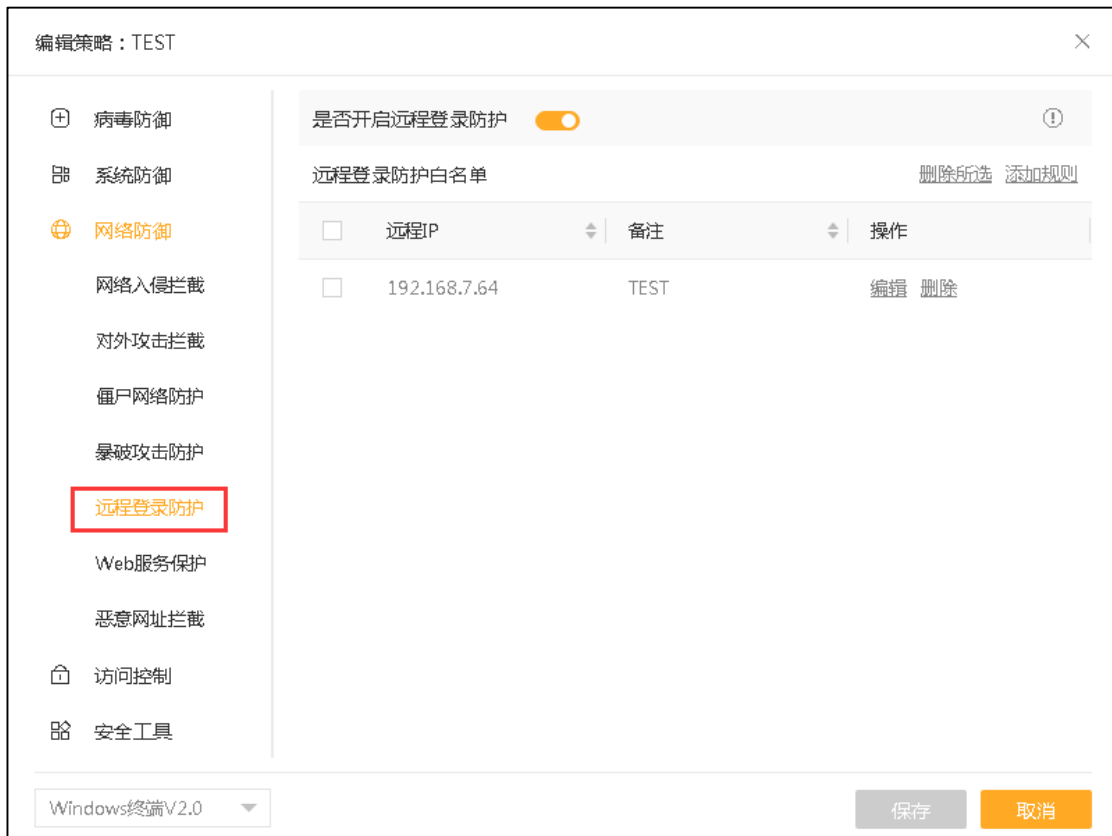 编辑策略：TEST
病毒防御
系统防御
网络防御
网络入侵拦截
对外攻击拦截
僵尸网络防护
暴破攻击防护
远程登录防护
Web服务保护
恶意网址拦截
访问控制
安全工具
是否开启远程登录防护
远程登录防护白名单 删除所选 添加规则
远程IP 备注 操作
192.168.7.64 TEST 编辑 删除
Windows终端V2.0 保存 取消